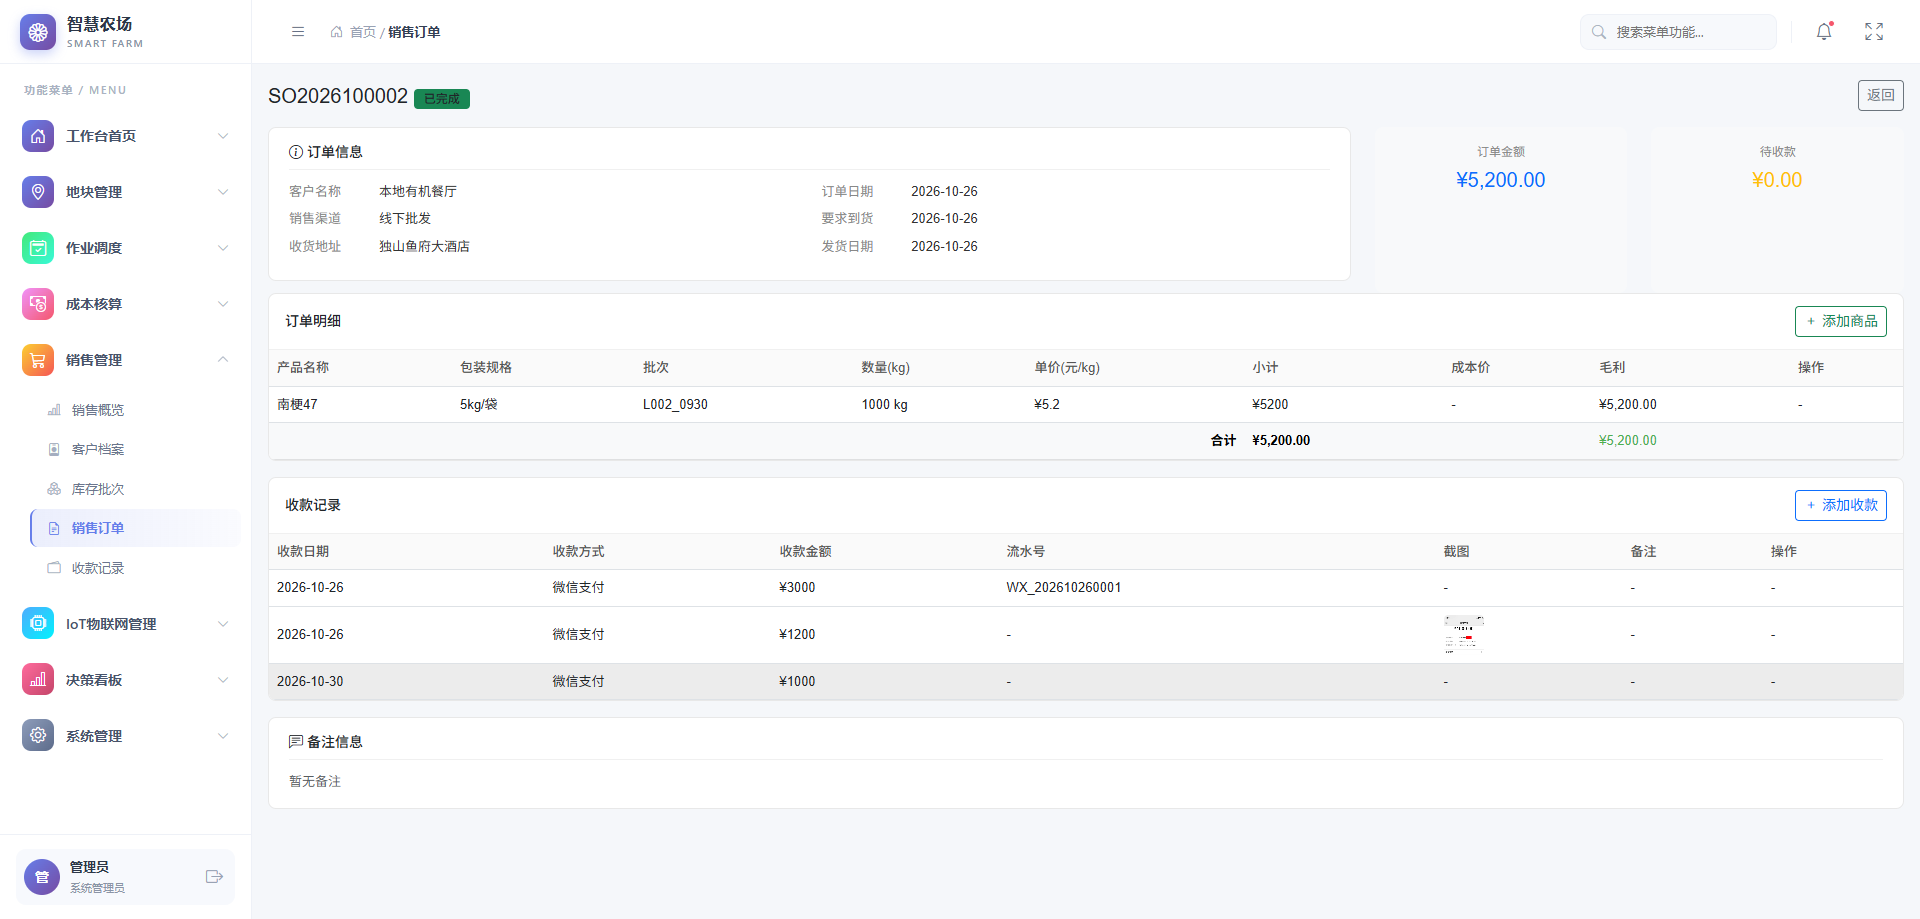 智慧农场
SMART FARM
首页 / 销售订单
搜索菜单功能...
功能菜单 / MENU
工作台首页
地块管理
作业调度
成本核算
销售管理
销售概览
客户档案
库存批次
销售订单
收款记录
IoT物联网管理
决策看板
系统管理
管
管理员
系统管理员
SO2026100002 已完成
返回
订单信息
客户名称 本地有机餐厅 订单日期 2026-10-26
销售渠道 线下批发 要求到货 2026-10-26
收货地址 独山鱼府大酒店 发货日期 2026-10-26
订单金额
¥5,200.00
待收款
¥0.00
订单明细
+ 添加商品
产品名称 包装规格 批次 数量(kg) 单价(元/kg) 小计 成本价 毛利 操作
南梗47 5kg/袋 L002_0930 1000 kg ¥5.2 ¥5200 - ¥5,200.00 -
合计 ¥5,200.00 ¥5,200.00
收款记录
+ 添加收款
收款日期 收款方式 收款金额 流水号 截图 备注 操作
2026-10-26 微信支付 ¥3000 WX_202610260001 - - -
2026-10-26 微信支付 ¥1200 - - -
2026-10-30 微信支付 ¥1000 - - - -
备注信息
暂无备注